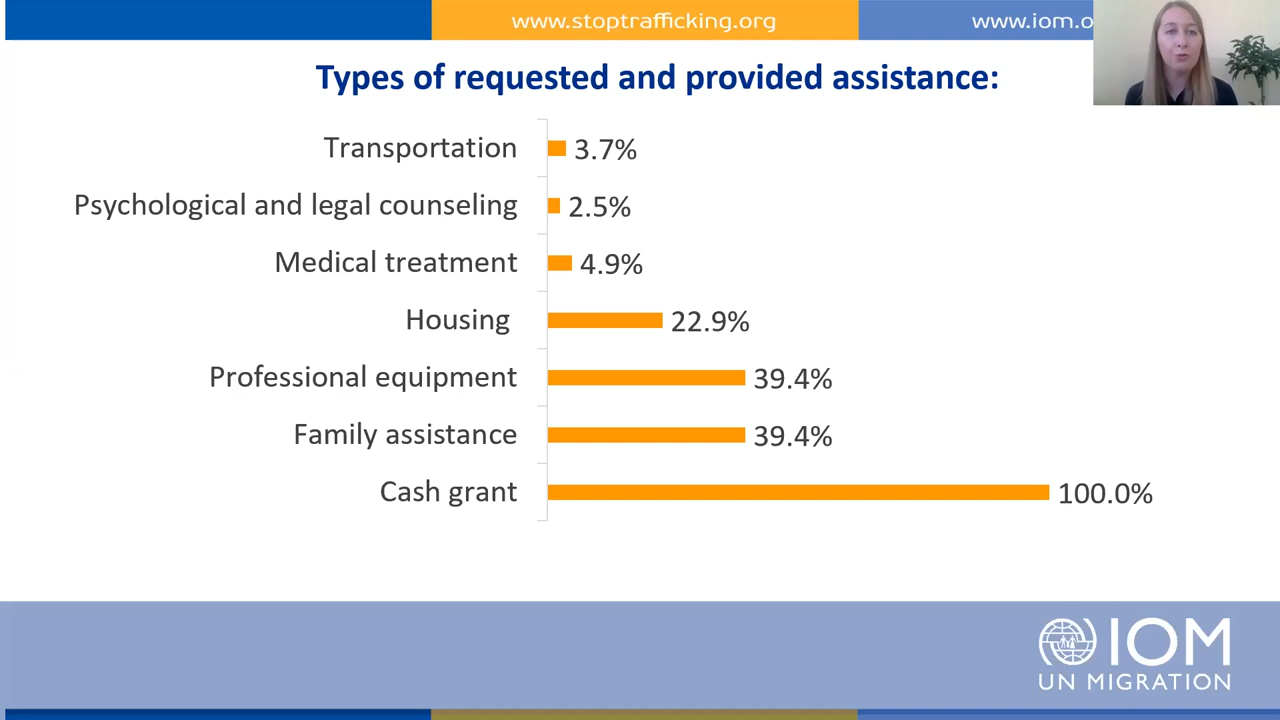 www.stoptrafficking.org
www.iom.o
Types of requested and provided assistance:
Transportation 3.7%
Psychological and legal counseling 2.5%
Medical treatment 4.9%
Housing 22.9%
Professional equipment 39.4%
Family assistance 39.4%
Cash grant 100.0%
IOM
UN MIGRATION